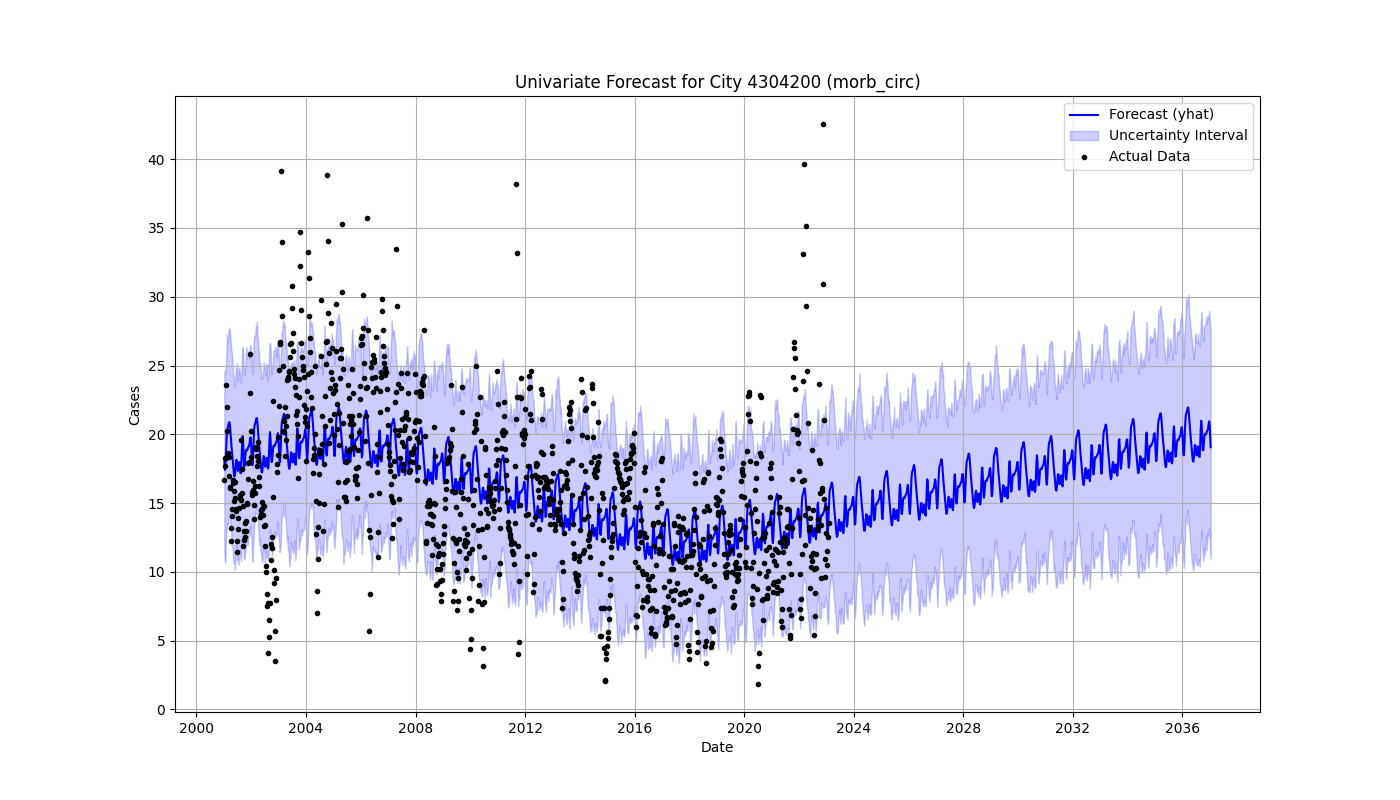 Univariate Forecast for City 4304200 (morb_circ)
Forecast (yhat)
Uncertainty Interval
Actual Data
Cases
40
35
30
25
20
15
10
5
0
2000 2004 2008 2012 2016 2020 2024 2028 2032 2036
Date